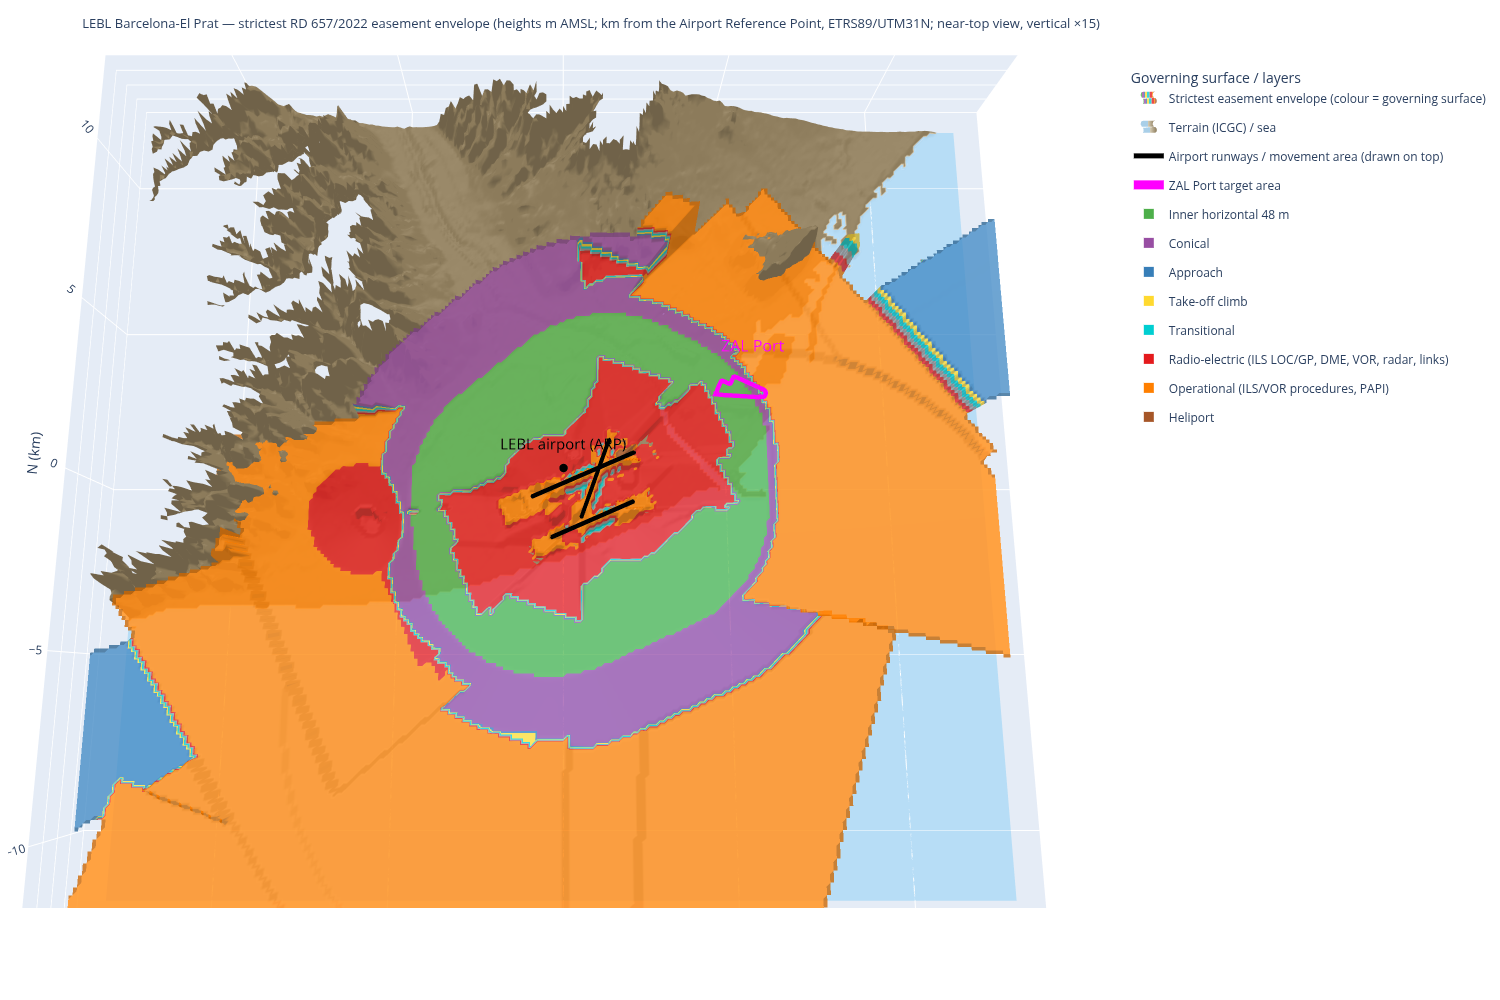 LEBL Barcelona-El Prat — strictest RD 657/2022 easement envelope (heights m AMSL; km from the Airport Reference Point, ETRS89/UTM31N; near-top view, vertical ×15)
Governing surface / layers
Strictest easement envelope (colour = governing surface)
Terrain (ICGC) / sea
Airport runways / movement area (drawn on top)
ZAL Port target area
Inner horizontal 48 m
Conical
Approach
Take-off climb
Transitional
Radio-electric (ILS LOC/GP, DME, VOR, radar, links)
Operational (ILS/VOR procedures, PAPI)
Heliport
10
5
N (km)
0
−5
-10
ZAL Port
LEBL airport (ARP)